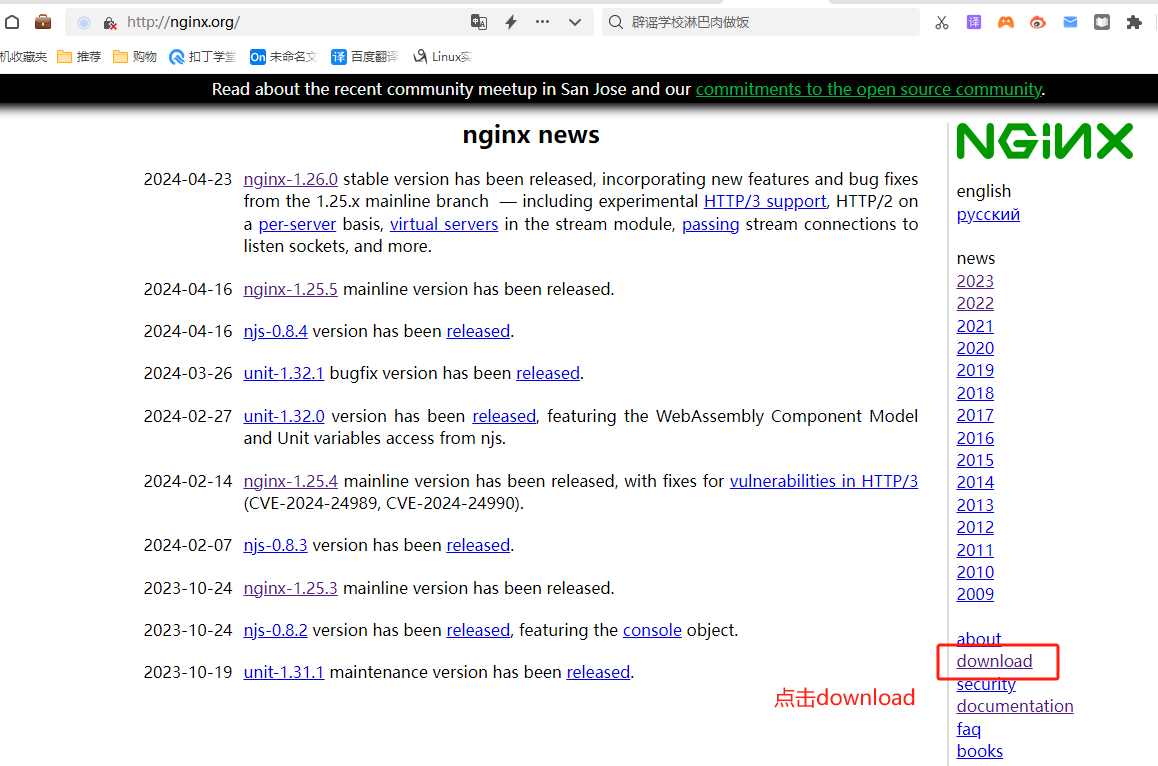 http://nginx.org/
辟谣学校淋巴肉做饭
译
机收藏夹 推荐 购物 扣丁学堂 On 未命名文 译 百度翻译 Linux实
Read about the recent community meetup in San Jose and our commitments to the open source community.
nginx news
2024-04-23 nginx-1.26.0 stable version has been released, incorporating new features and bug fixes
from the 1.25.x mainline branch — including experimental HTTP/3 support, HTTP/2 on
a per-server basis, virtual servers in the stream module, passing stream connections to
listen sockets, and more.
2024-04-16 nginx-1.25.5 mainline version has been released.
2024-04-16 njs-0.8.4 version has been released.
2024-03-26 unit-1.32.1 bugfix version has been released.
2024-02-27 unit-1.32.0 version has been released, featuring the WebAssembly Component Model
and Unit variables access from njs.
2024-02-14 nginx-1.25.4 mainline version has been released, with fixes for vulnerabilities in HTTP/3
(CVE-2024-24989, CVE-2024-24990).
2024-02-07 njs-0.8.3 version has been released.
2023-10-24 nginx-1.25.3 mainline version has been released.
2023-10-24 njs-0.8.2 version has been released, featuring the console object.
2023-10-19 unit-1.31.1 maintenance version has been released.
点击download
NGINX
english
русский
news
2023
2022
2021
2020
2019
2018
2017
2016
2015
2014
2013
2012
2011
2010
2009
about
download
security
documentation
faq
books